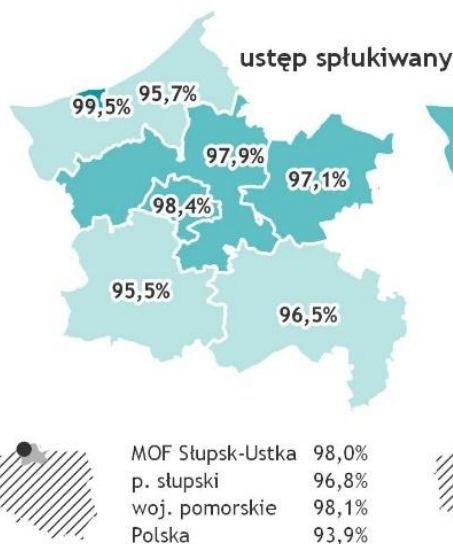 ustęp spłukiwany
99,5%
95,7%
97,9%
97,1%
98,4%
95,5%
96,5%
MOF Słupsk-Ustka 98,0%
p. słupski 96,8%
woj. pomorskie 98,1%
Polska 93,9%